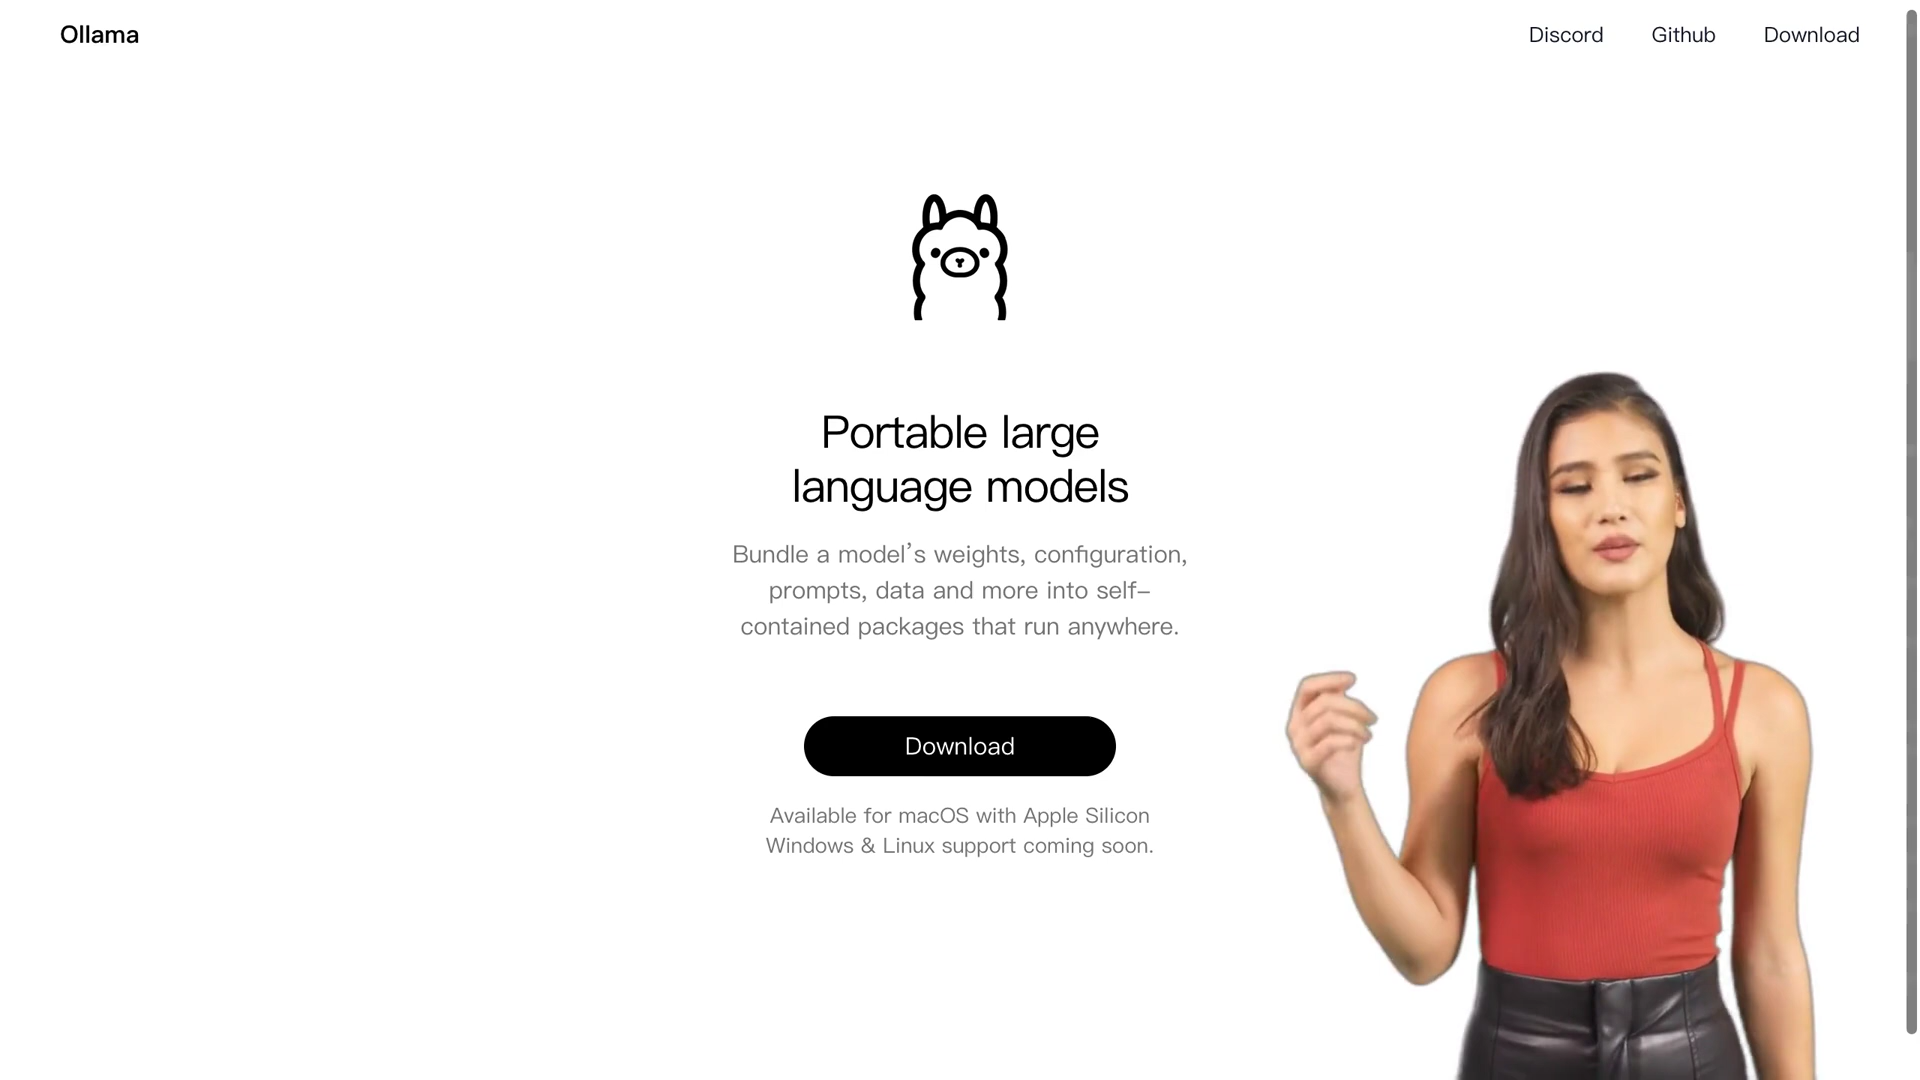 Ollama
Discord
Github
Download
Portable large
language models
Bundle a model’s weights, configuration,
prompts, data and more into self-
contained packages that run anywhere.
Download
Available for macOS with Apple Silicon
Windows & Linux support coming soon.